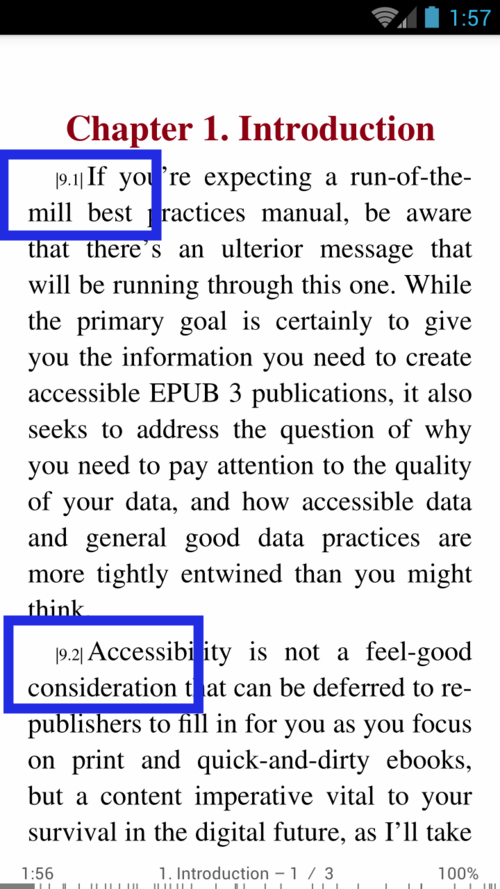 1:57
Chapter 1. Introduction
|9.1| If you’re expecting a run-of-the-
mill best practices manual, be aware
that there’s an ulterior message that
will be running through this one. While
the primary goal is certainly to give
you the information you need to create
accessible EPUB 3 publications, it also
seeks to address the question of why
you need to pay attention to the quality
of your data, and how accessible data
and general good data practices are
more tightly entwined than you might
think.
|9.2| Accessibility is not a feel-good
consideration that can be deferred to re-
publishers to fill in for you as you focus
on print and quick-and-dirty ebooks,
but a content imperative vital to your
survival in the digital future, as I’ll take
1:56 1. Introduction – 1 / 3 100%